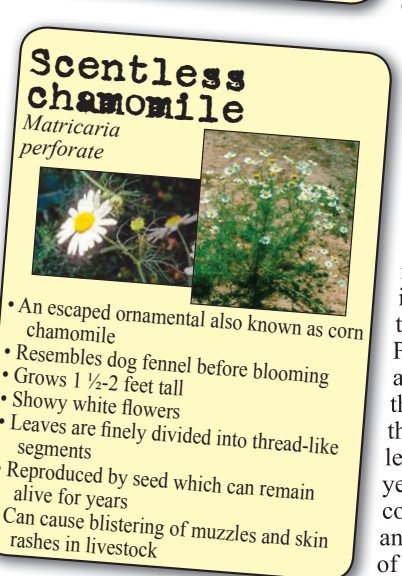 Scentless
chamomile
Matricaria
perforate
• An escaped ornamental also known as corn
chamomile
• Resembles dog fennel before blooming
• Grows 1 ½-2 feet tall
• Showy white flowers
• Leaves are finely divided into thread-like
segments
• Reproduced by seed which can remain
alive for years
Can cause blistering of muzzles and skin
rashes in livestock
of